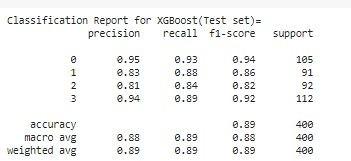 Classification Report for XGBoost(Test set)=
precision recall f1-score support
0 0.95 0.93 0.94 105
1 0.83 0.88 0.86 91
2 0.81 0.84 0.82 92
3 0.94 0.89 0.92 112
accuracy 0.89 400
macro avg 0.88 0.89 0.88 400
weighted avg 0.89 0.89 0.89 400